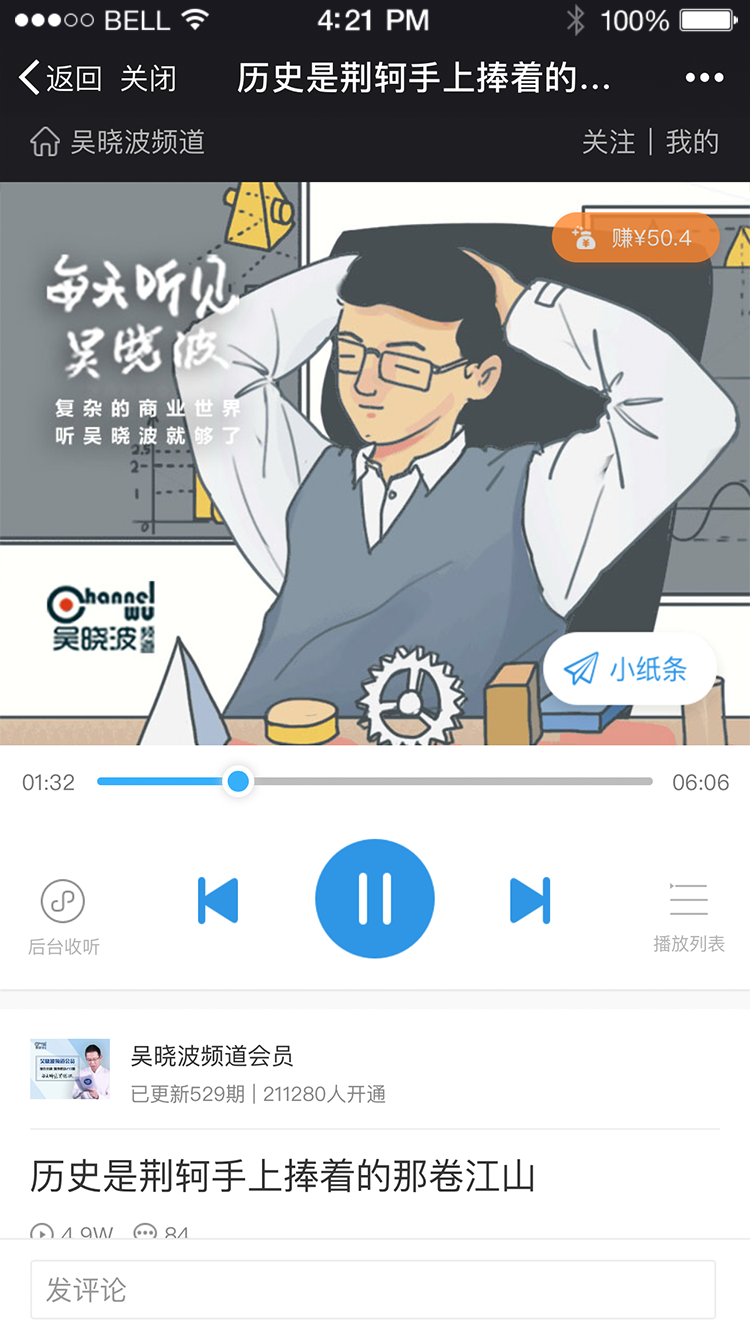 BELL 4:21 PM 100%
返回 关闭 历史是荆轲手上捧着的...
吴晓波频道 关注 | 我的
赚¥50.4
每天听见
吴晓波
复杂的商业世界
听吴晓波就够了
2.5
2
1
0
Channel
WU
吴晓波频道
小纸条
01:32 06:06
后台收听 播放列表
吴晓波频道会员
已更新529期 | 211280人开通
历史是荆轲手上捧着的那卷江山
4.9W 84
发评论